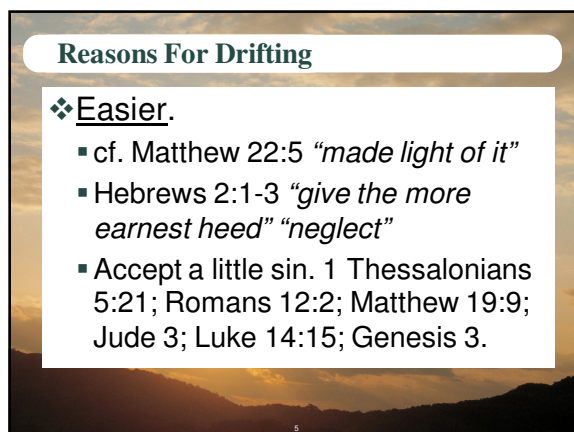 Reasons For Drifting
❖Easier.
▪cf. Matthew 22:5 “made light of it”
▪Hebrews 2:1-3 “give the more
earnest heed” “neglect”
▪Accept a little sin. 1 Thessalonians
5:21; Romans 12:2; Matthew 19:9;
Jude 3; Luke 14:15; Genesis 3.
5